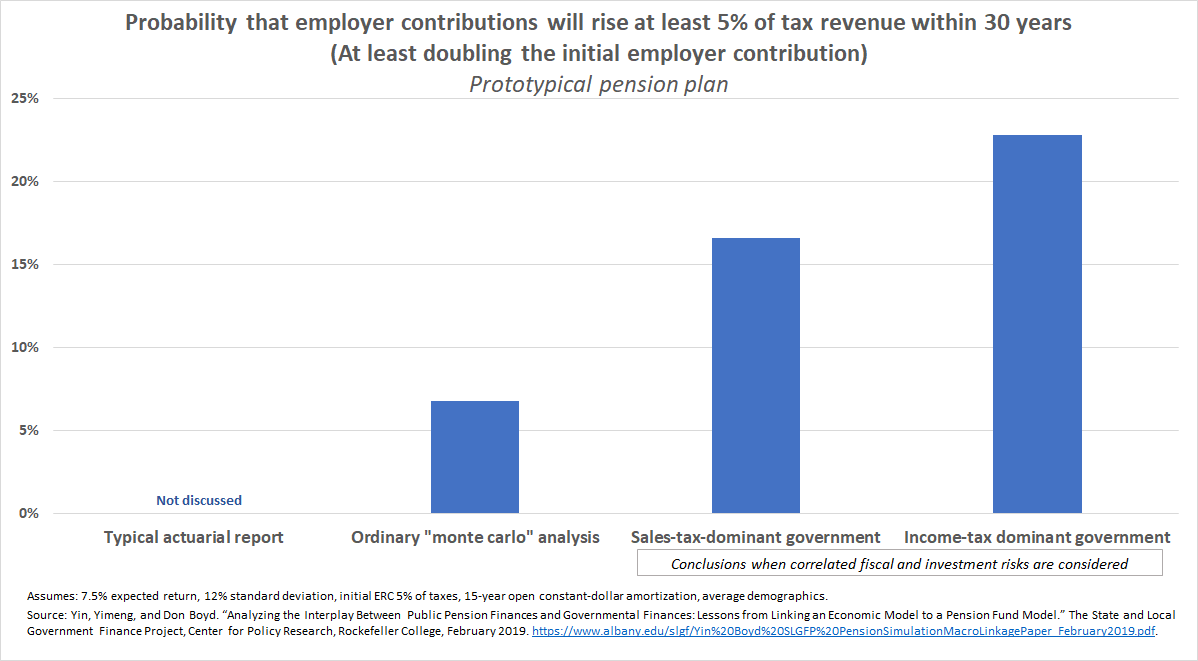 Probability that employer contributions will rise at least 5% of tax revenue within 30 years
(At least doubling the initial employer contribution)
Prototypical pension plan
25%
20%
15%
10%
5%
0%
Not discussed
Typical actuarial report
Ordinary "monte carlo" analysis
Sales-tax-dominant government
Income-tax dominant government
Conclusions when correlated fiscal and investment risks are considered
Assumes: 7.5% expected return, 12% standard deviation, initial ERC 5% of taxes, 15-year open constant-dollar amortization, average demographics.
Source: Yin, Yimeng, and Don Boyd. “Analyzing the Interplay Between Public Pension Finances and Governmental Finances: Lessons from Linking an Economic Model to a Pension Fund Model.” The State and Local
Government Finance Project, Center for Policy Research, Rockefeller College, February 2019. https://www.albany.edu/slgf/Yin%20Boyd%20SLGFP%20PensionSimulationMacroLinkagePaper_February2019.pdf.